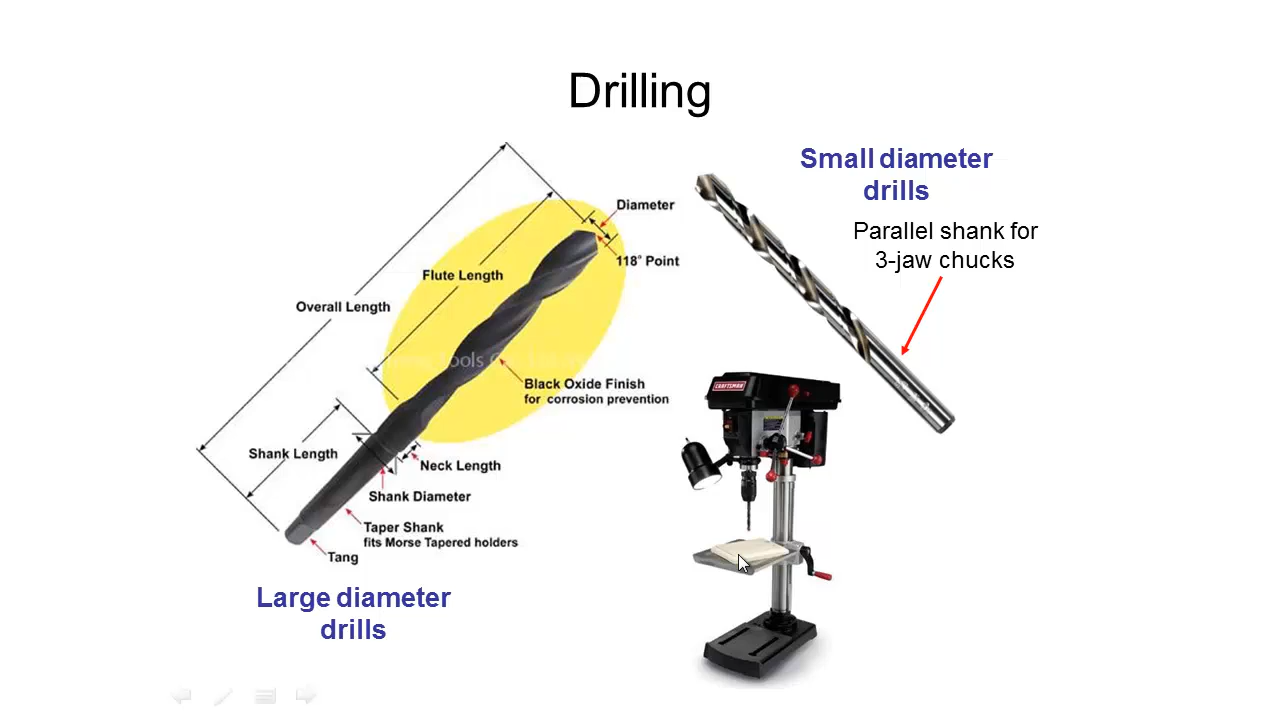 Drilling
Small diameter
drills
Parallel shank for
3-jaw chucks
Diameter
118° Point
Flute Length
Overall Length
Black Oxide Finish
for corrosion prevention
Shank Length
Neck Length
Shank Diameter
Taper Shank
fits Morse Tapered holders
Tang
Large diameter
drills
CRAFTSMAN